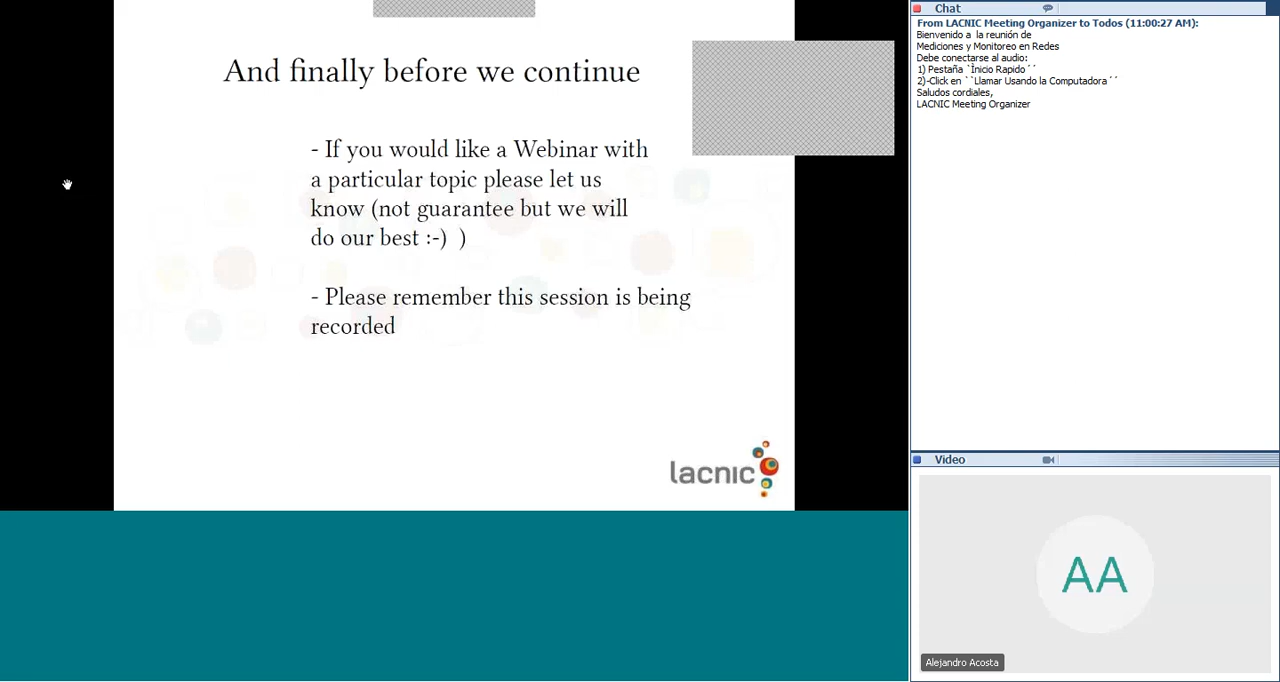 And finally before we continue
- If you would like a Webinar with
a particular topic please let us
know (not guarantee but we will
do our best :-)  )
- Please remember this session is being
recorded
lacnic
Chat
From LACNIC Meeting Organizer to Todos (11:00:27 AM):
Bienvenido a  la reunión de
Mediciones y Monitoreo en Redes
Debe conectarse al audio:
1) Pestaña `Ìnicio Rapido´´
2)-Click en ``Llamar Usando la Computadora´´
Saludos cordiales,
LACNIC Meeting Organizer
Video
AA
Alejandro Acosta